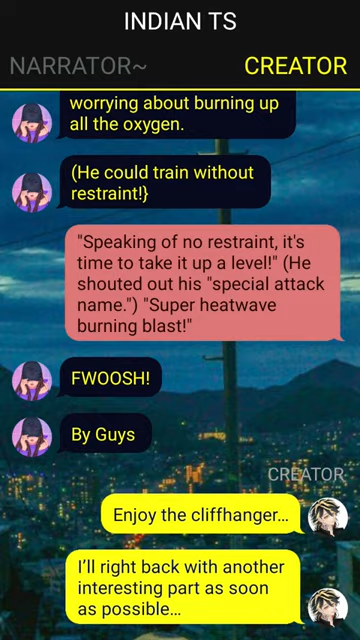 INDIAN TS
NARRATOR~
CREATOR
worrying about burning up
all the oxygen.
(He could train without
restraint!}
"Speaking of no restraint, it's
time to take it up a level!" (He
shouted out his "special attack
name.") "Super heatwave
burning blast!"
FWOOSH!
By Guys
CREATOR
Enjoy the cliffhanger…
I'll right back with another
interesting part as soon
as possible…